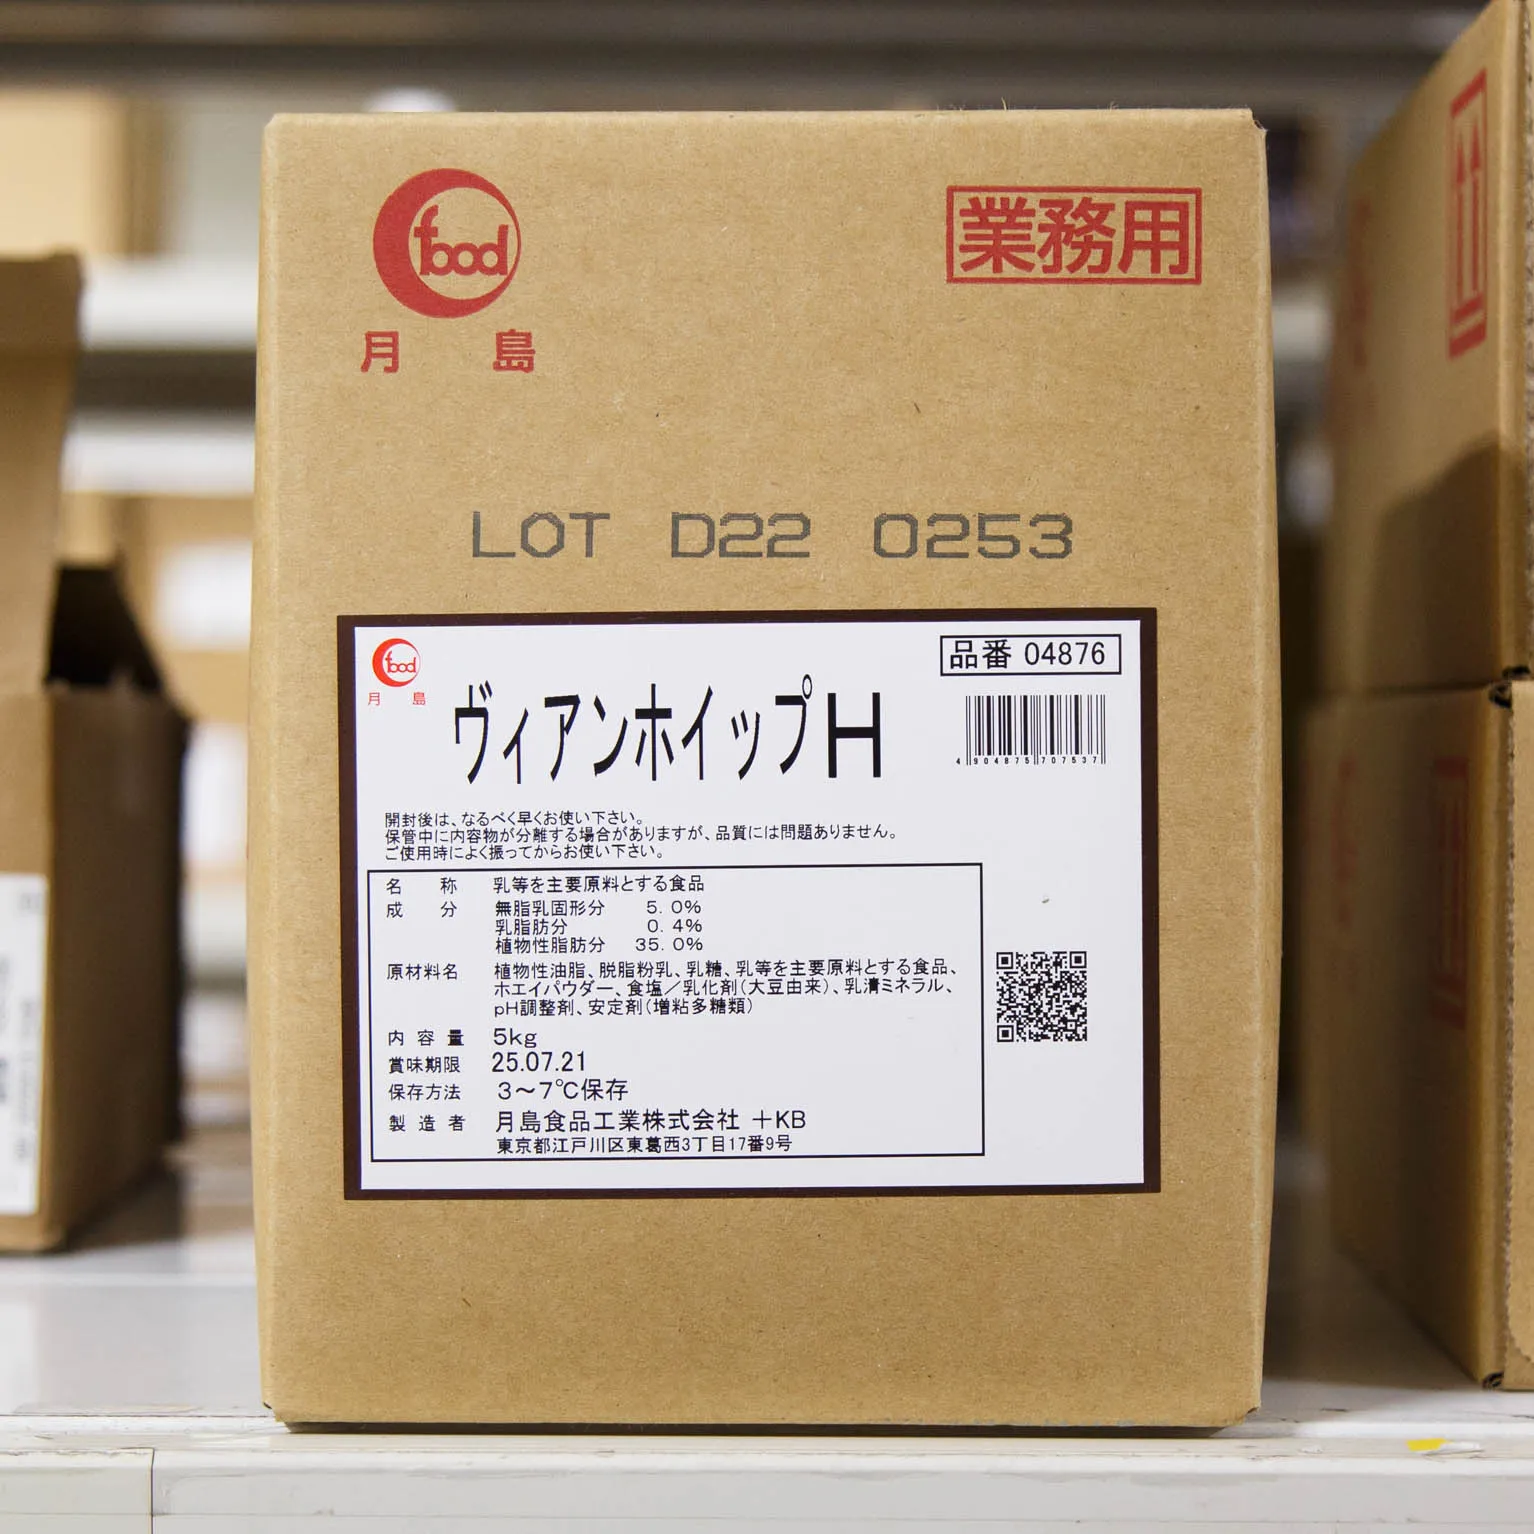 food
月島
業務用
LOT D22 0253
food
月島
品番 04876
ヴィアンホイップH
4904875707537
開封後は、なるべく早くお使い下さい。
保管中に内容物が分離する場合がありますが、品質には問題ありません。
ご使用時によく振ってからお使い下さい。
名称 乳等を主要原料とする食品
成分 無脂乳固形分 5.0%
乳脂肪分 0.4%
植物性脂肪分 35.0%
原材料名 植物性油脂、脱脂粉乳、乳糖、乳等を主要原料とする食品、
ホエイパウダー、食塩／乳化剤(大豆由来)、乳清ミネラル、
pH調整剤、安定剤(増粘多糖類)
内容量 5kg
賞味期限 25.07.21
保存方法 3～7℃保存
製造者 月島食品工業株式会社 +KB
東京都江戸川区東葛西3丁目17番9号